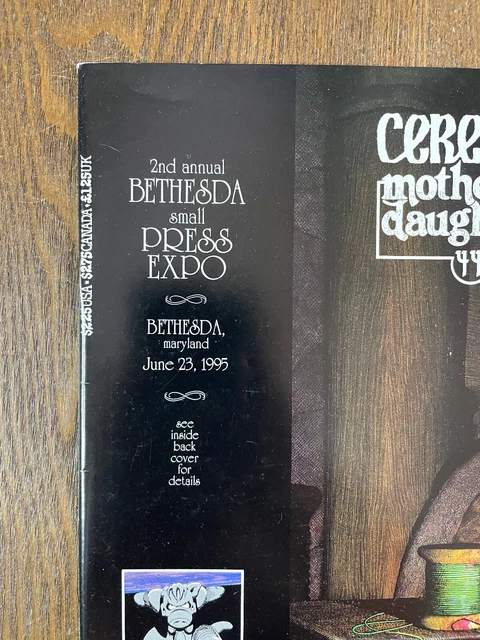 $2.25USA•$2.75CANADA•£1.25UK
2nd annual
BETHESDA
small
PRESS
EXPO
BETHESDA,
maryland
June 23, 1995
see
inside
back
cover
for
details